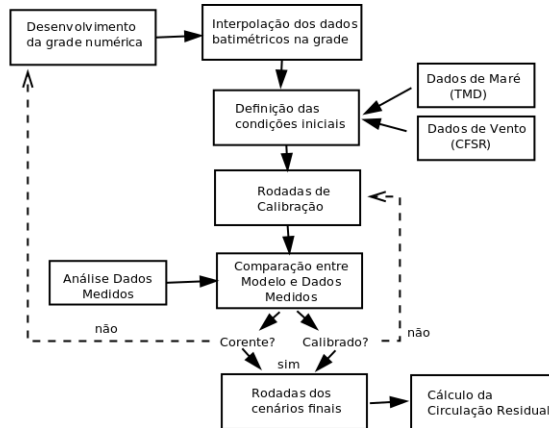 Desenvolvimento
da grade numérica
Interpolação dos dados
batimétricos na grade
Definição das
condições iniciais
Dados de Maré
(TMD)
Dados de Vento
(CFSR)
Rodadas de
Calibração
Análise Dados
Medidos
Comparação entre
Modelo e Dados
Medidos
não
Corente?
Calibrado?
não
sim
Rodadas dos
cenários finais
Cálculo da
Circulação Residual